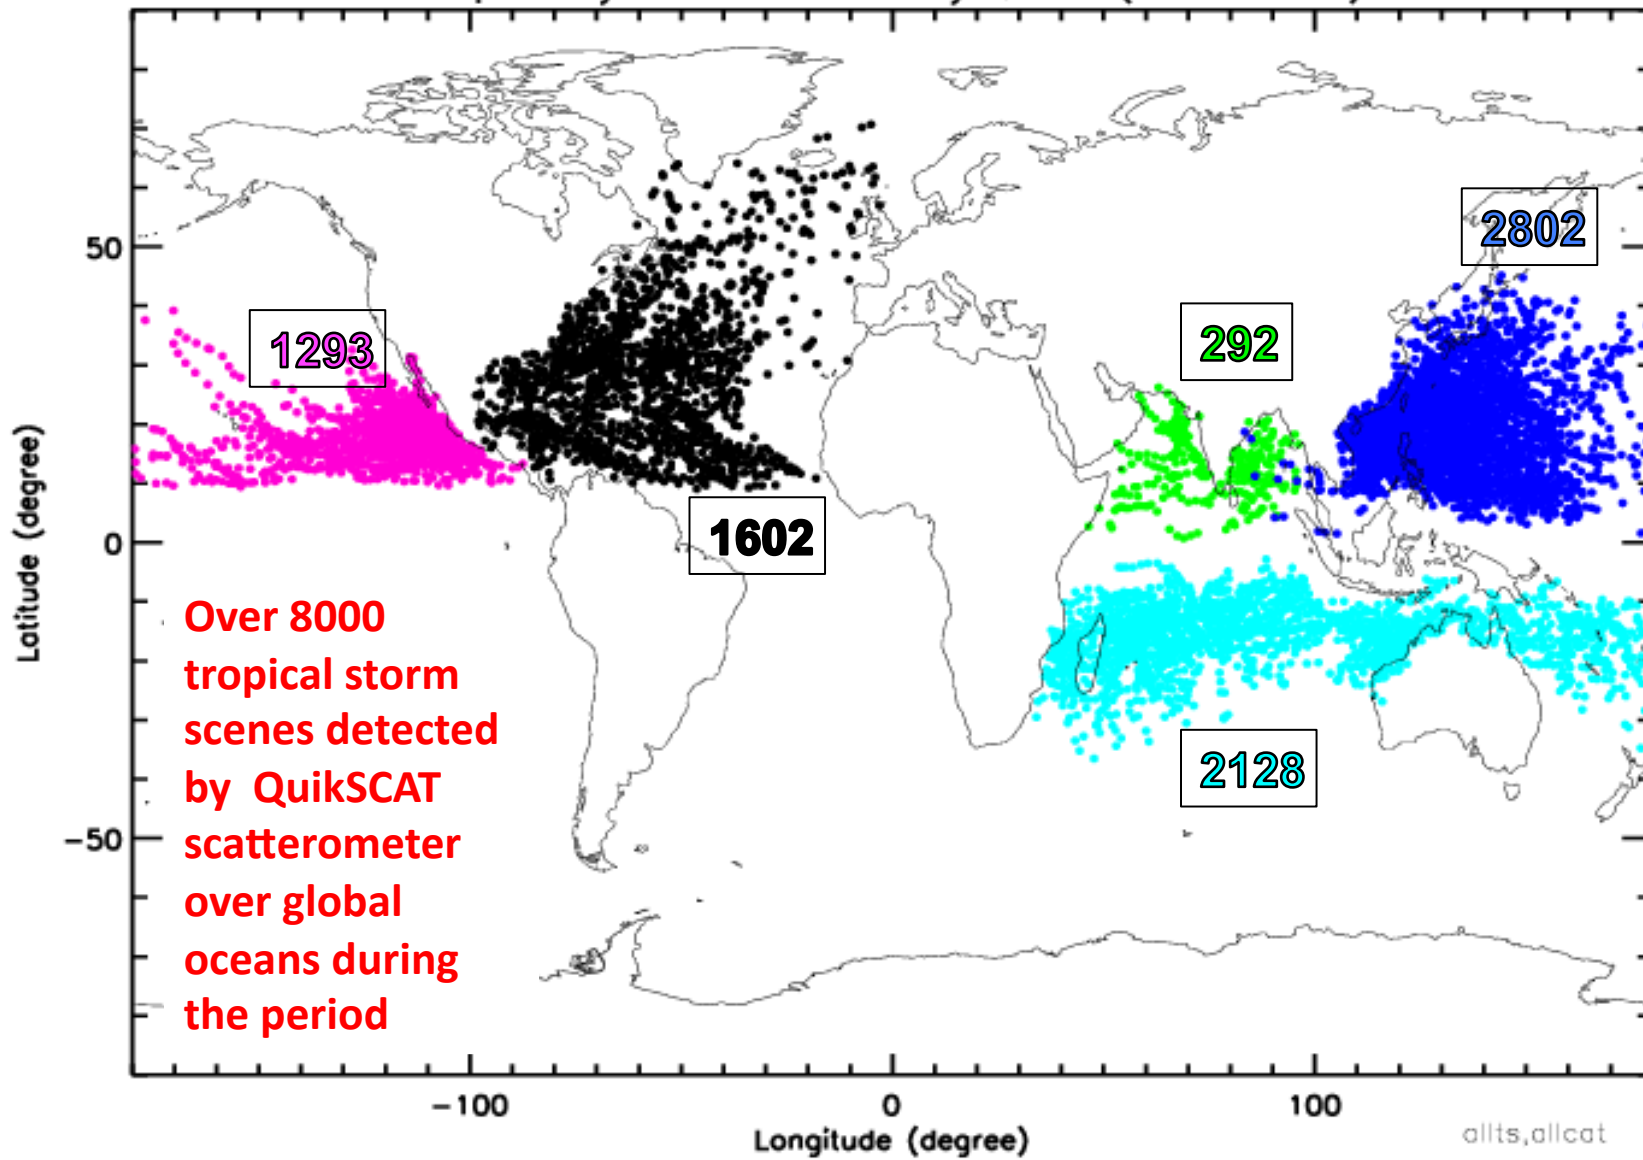 50
0
-50
2802
1293
292
1602
2128
Over 8000
tropical storm
scenes detected
by QuikSCAT
scatterometer
over global
oceans during
the period
Latitude (degree)
-100
0
100
Longitude (degree)
allts,allcat